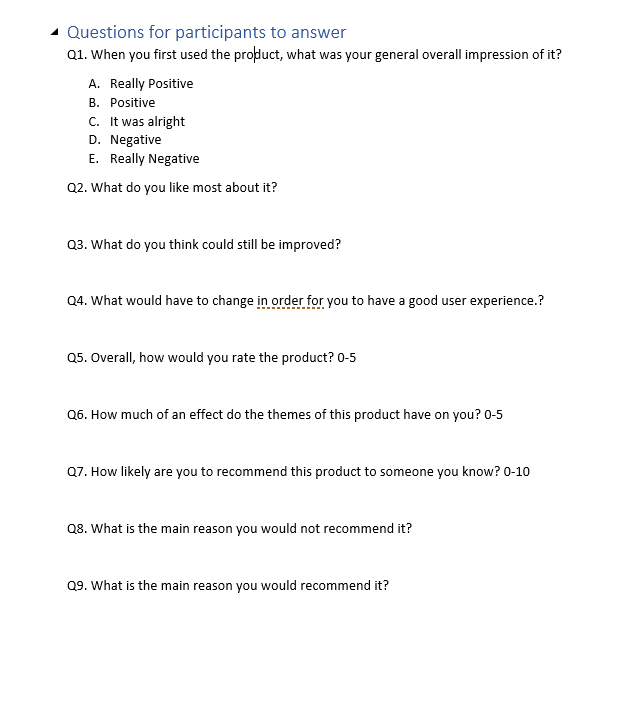 Questions for participants to answer
Q1. When you first used the product, what was your general overall impression of it?
A. Really Positive
B. Positive
C. It was alright
D. Negative
E. Really Negative
Q2. What do you like most about it?
Q3. What do you think could still be improved?
Q4. What would have to change in order for you to have a good user experience.?
Q5. Overall, how would you rate the product? 0-5
Q6. How much of an effect do the themes of this product have on you? 0-5
Q7. How likely are you to recommend this product to someone you know? 0-10
Q8. What is the main reason you would not recommend it?
Q9. What is the main reason you would recommend it?